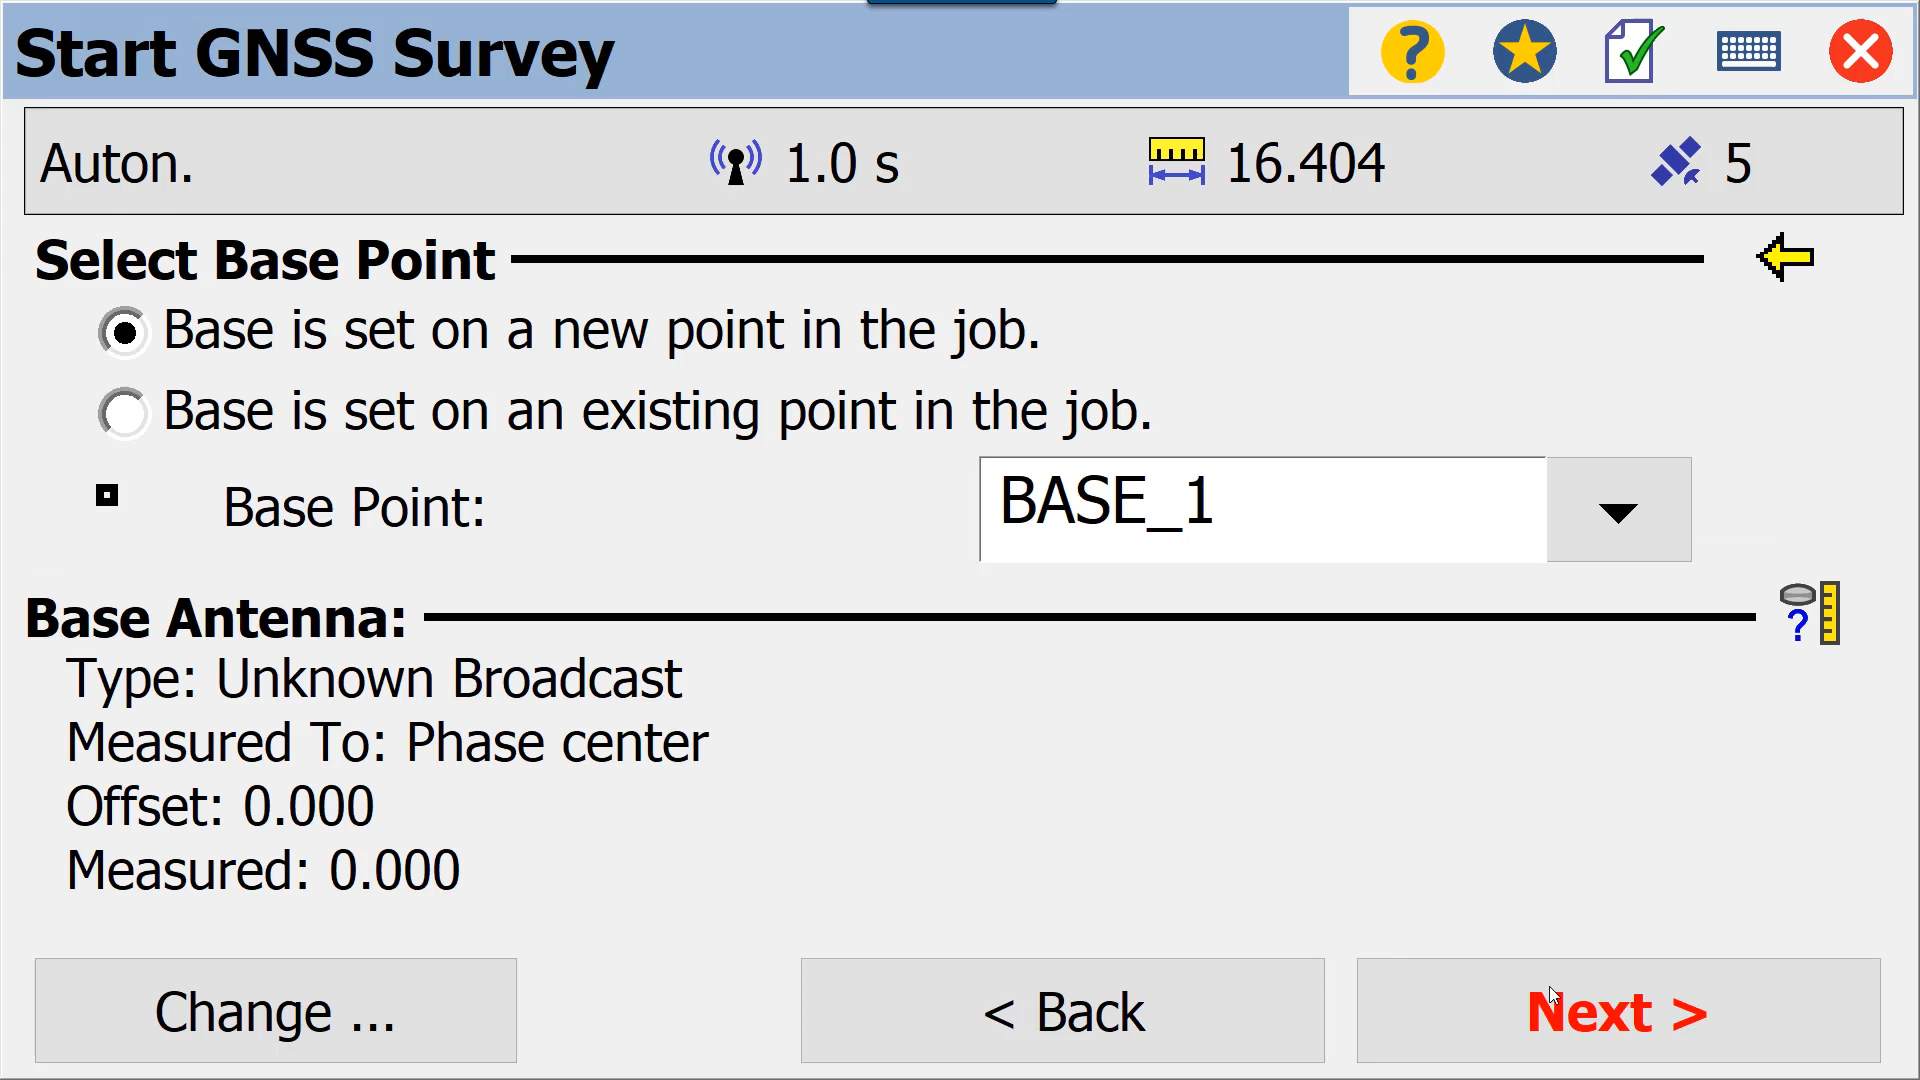 Start GNSS Survey
Auton. 1.0 s 16.404 5
Select Base Point
Base is set on a new point in the job.
Base is set on an existing point in the job.
Base Point: BASE_1
Base Antenna:
Type: Unknown Broadcast
Measured To: Phase center
Offset: 0.000
Measured: 0.000
Change ... < Back Next >